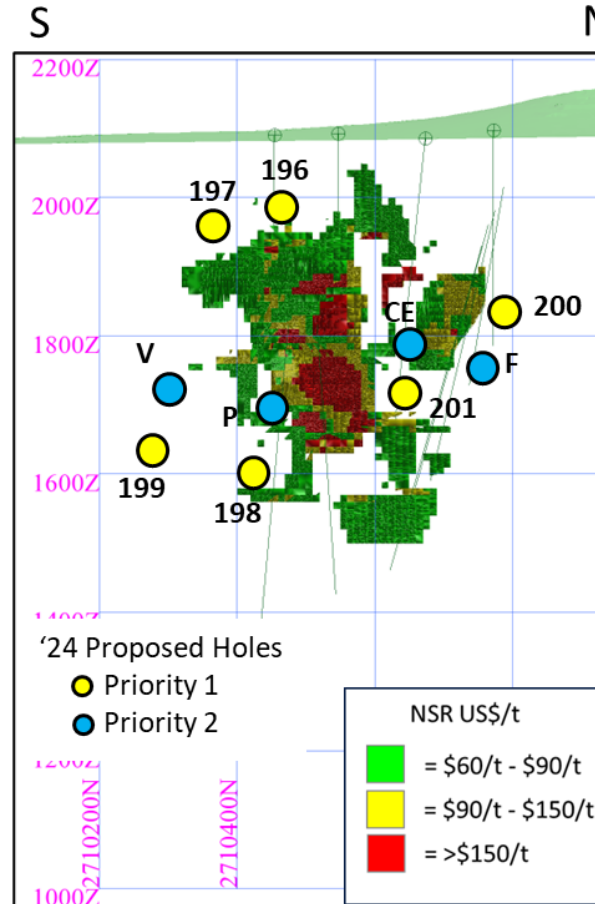 S
N
2200Z
196
197
2000Z
200
CE
1800Z
V
F
P
201
1600Z
199
198
1400Z
‘24 Proposed Holes
Priority 1
Priority 2
NSR US$/t
= $60/t - $90/t
= $90/t - $150/t
= >$150/t
1200Z
2710200N
2710400N
1000Z